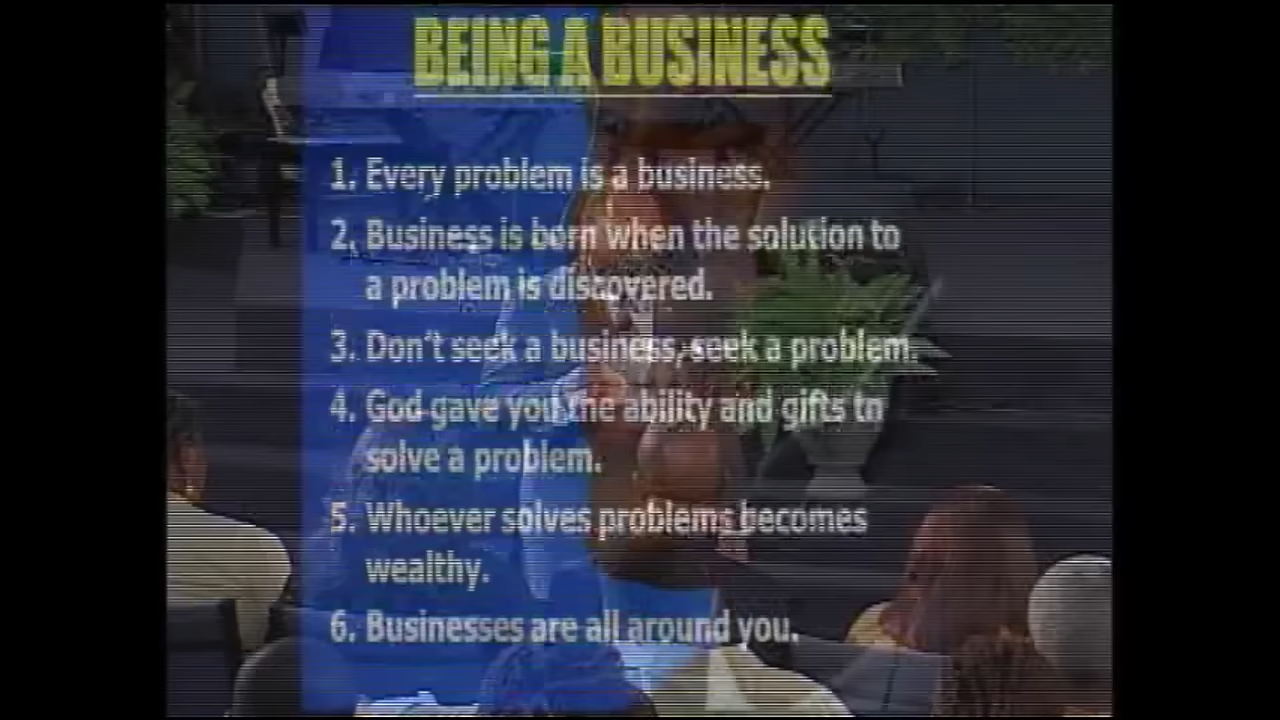 BEING A BUSINESS
1. Every problem is a business.
2. Business is born when the solution to
a problem is discovered.
3. Don't seek a business, seek a problem.
4. God gave you the ability and gifts to
solve a problem.
5. Whoever solves problems becomes
wealthy.
6. Businesses are all around you.